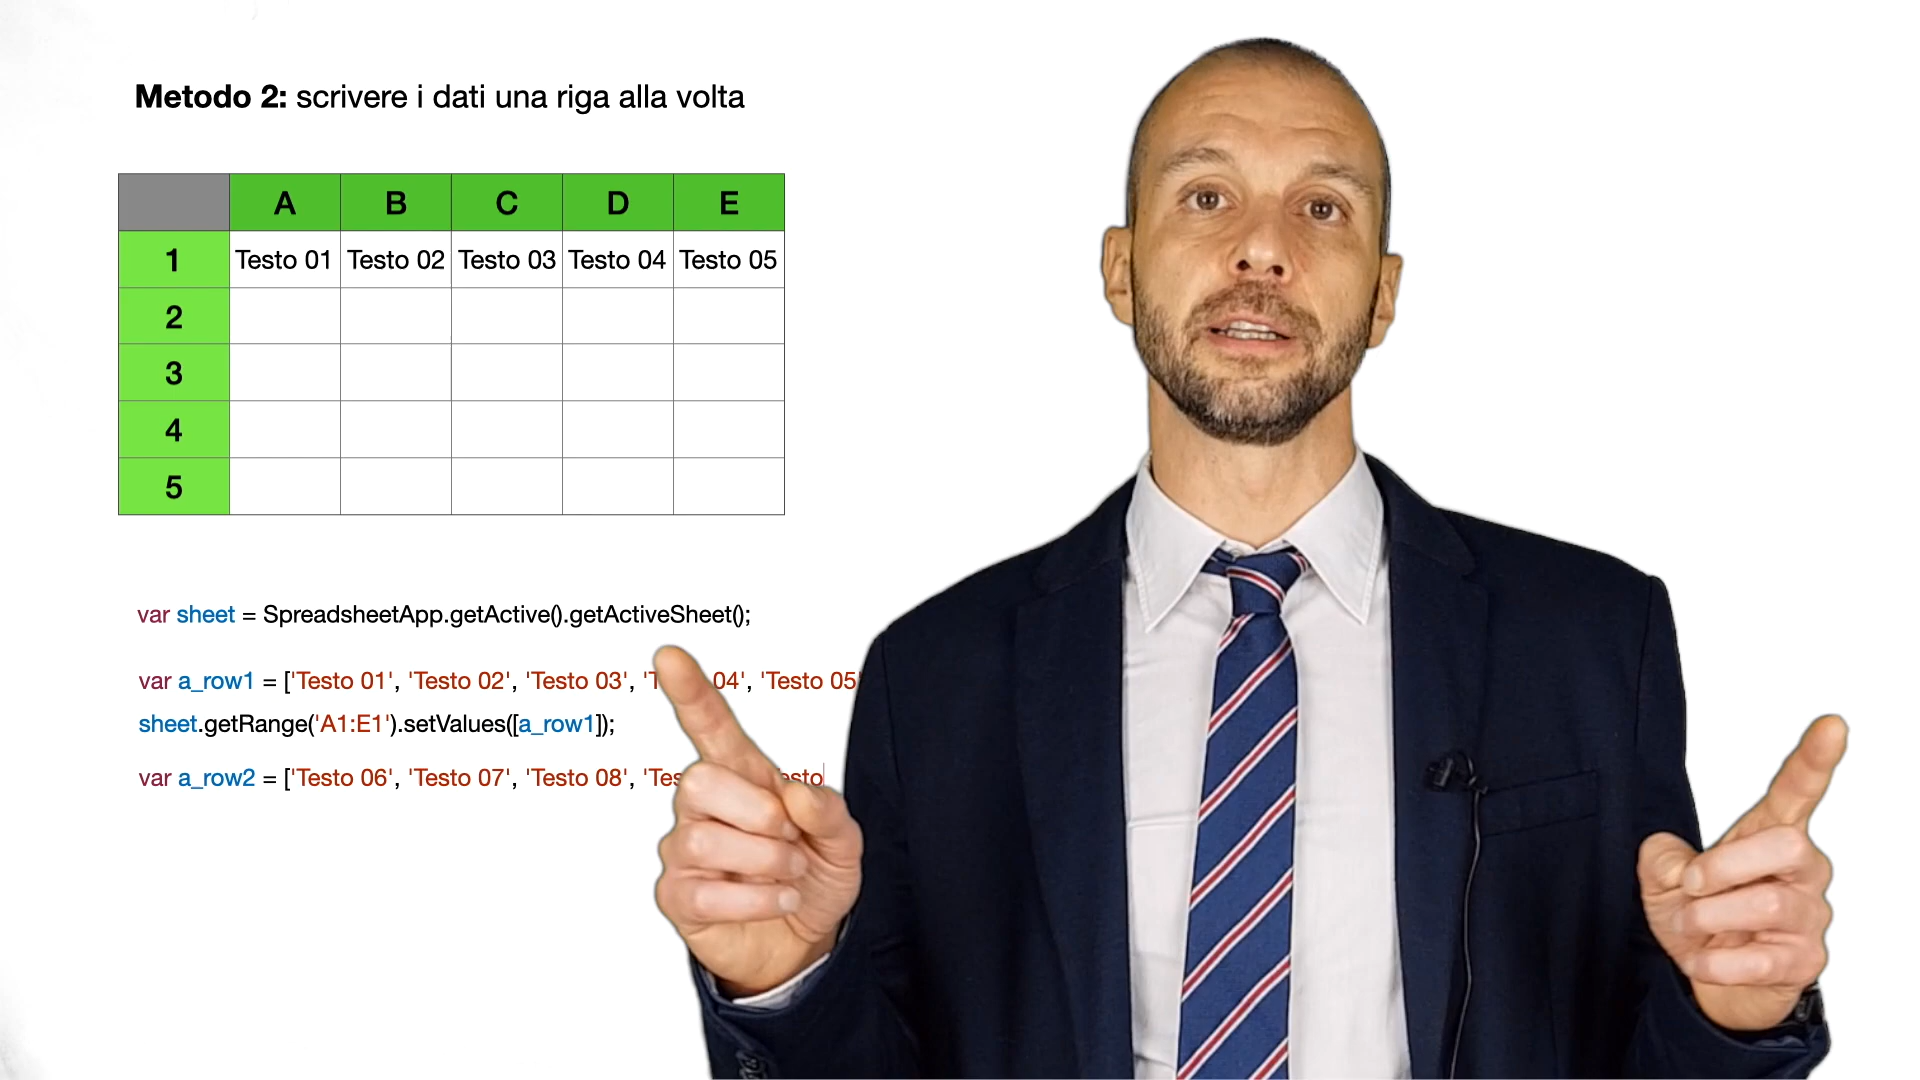 Metodo 2: scrivere i dati una riga alla volta
A B C D E
1 Testo 01 Testo 02 Testo 03 Testo 04 Testo 05
2
3
4
5
var sheet = SpreadsheetApp.getActive().getActiveSheet();
var a_row1 = ['Testo 01', 'Testo 02', 'Testo 03', 04', 'Testo 05'
sheet.getRange('A1:E1').setValues([a_row1]);
var a_row2 = ['Testo 06', 'Testo 07', 'Testo 08',